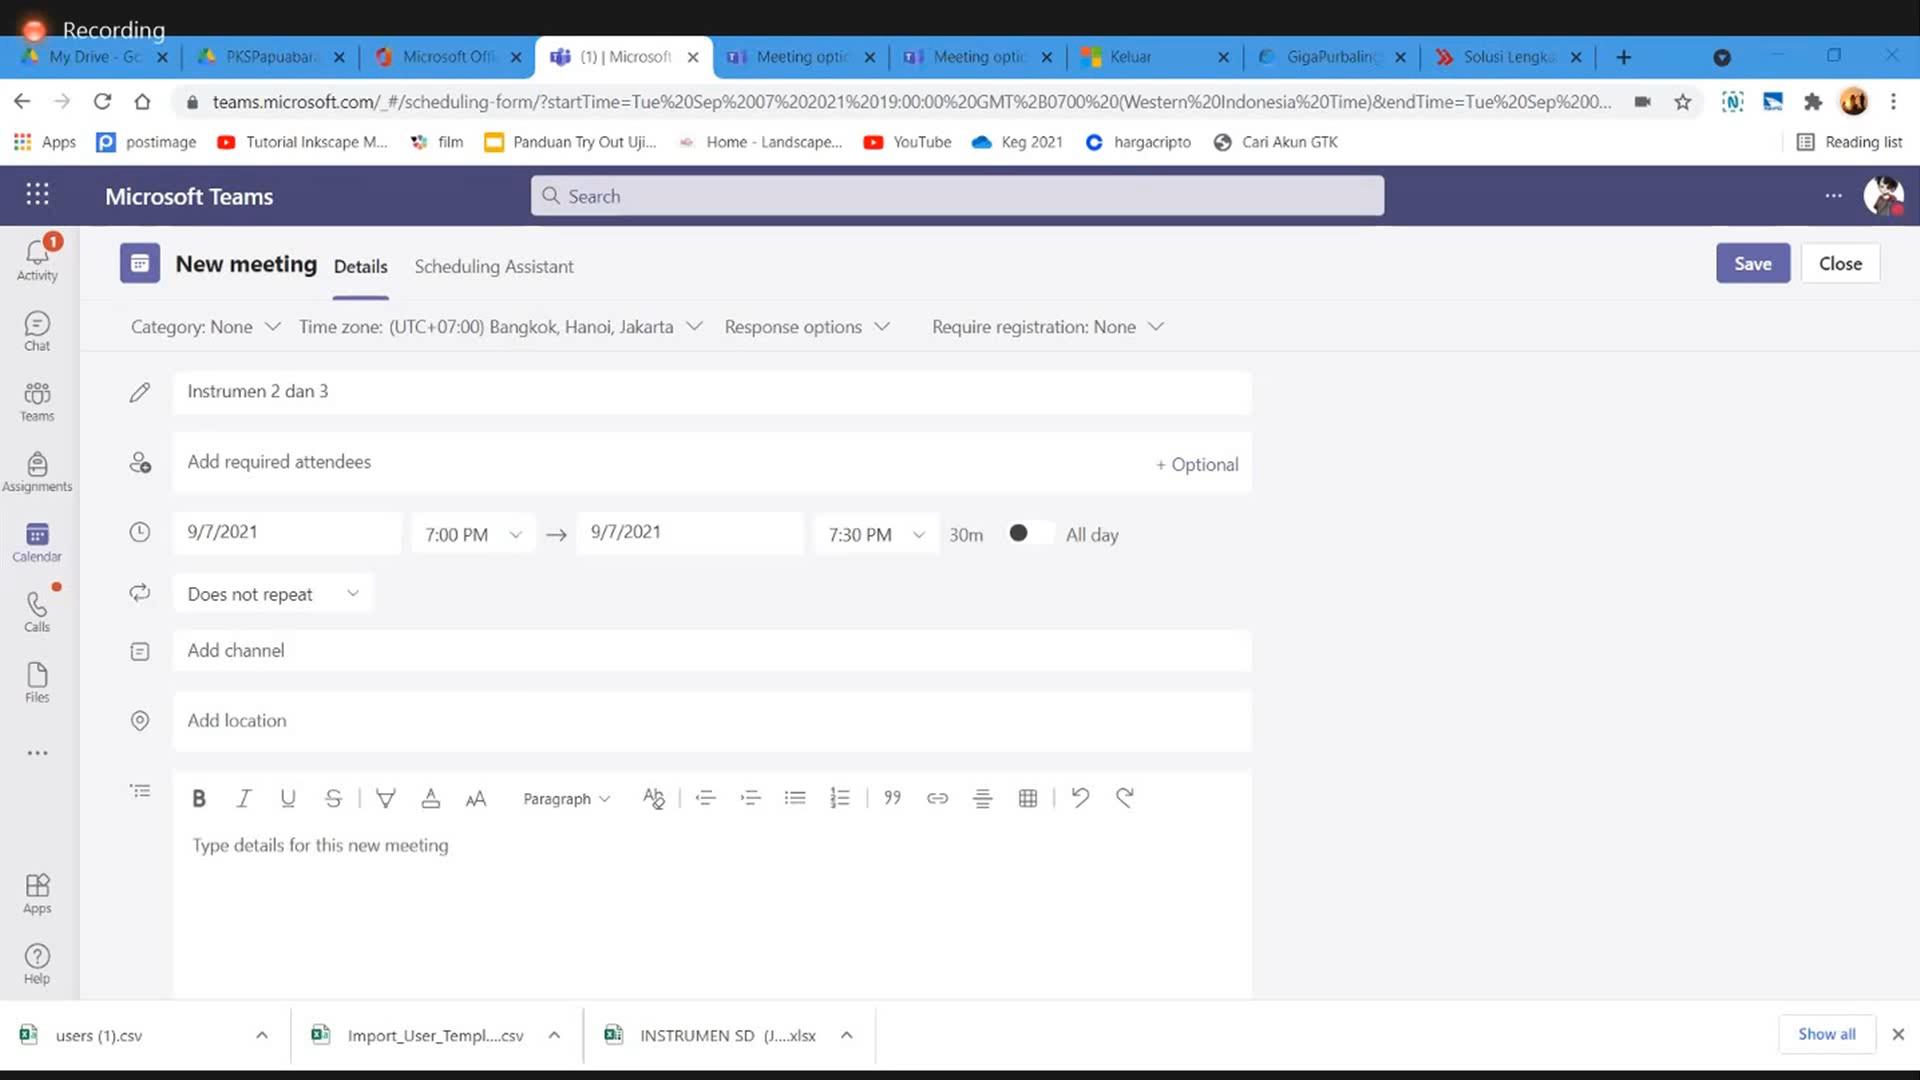 Recording
My Drive - Go
PKSPapuabara
Microsoft Offi
(1) | Microsoft
Meeting optic
Meeting optic
Keluar
GigaPurbaling
Solusi Lengka
teams.microsoft.com/_#/scheduling-form/?startTime=Tue%20Sep%2007%202021%2019:00:00%20GMT%2B0700%20(Western%20Indonesia%20Time)&endTime=Tue%20Sep%200...
Apps
postimage
Tutorial Inkscape M...
film
Panduan Try Out Uji...
Home - Landscape...
YouTube
Keg 2021
hargacripto
Cari Akun GTK
Reading list
Microsoft Teams
Search
1
Activity
Chat
Teams
Assignments
Calendar
Calls
Files
Apps
Help
New meeting
Details
Scheduling Assistant
Save
Close
Category: None
Time zone: (UTC+07:00) Bangkok, Hanoi, Jakarta
Response options
Require registration: None
Instrumen 2 dan 3
Add required attendees
+ Optional
9/7/2021
7:00 PM
9/7/2021
7:30 PM
30m
All day
Does not repeat
Add channel
Add location
Paragraph
Type details for this new meeting
users (1).csv
Import_User_Templ....csv
INSTRUMEN SD (J....xlsx
Show all